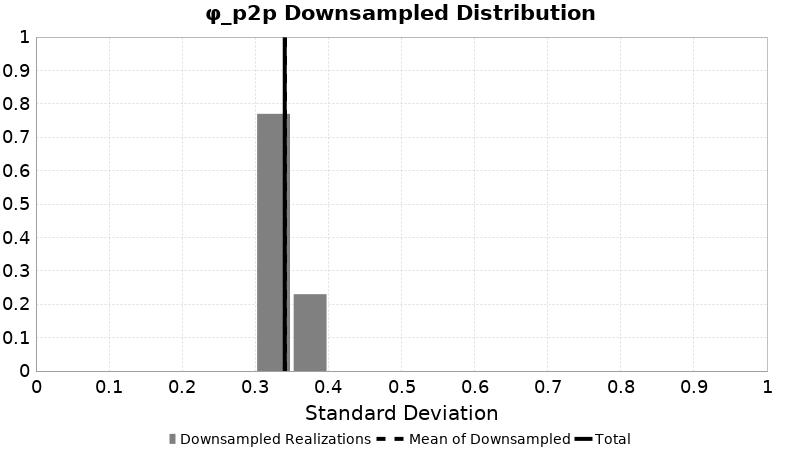 φ_p2p Downsampled Distribution
1
0.9
0.8
0.7
0.6
0.5
0.4
0.3
0.2
0.1
0
0 0.1 0.2 0.3 0.4 0.5 0.6 0.7 0.8 0.9 1
Standard Deviation
Downsampled Realizations Mean of Downsampled Total